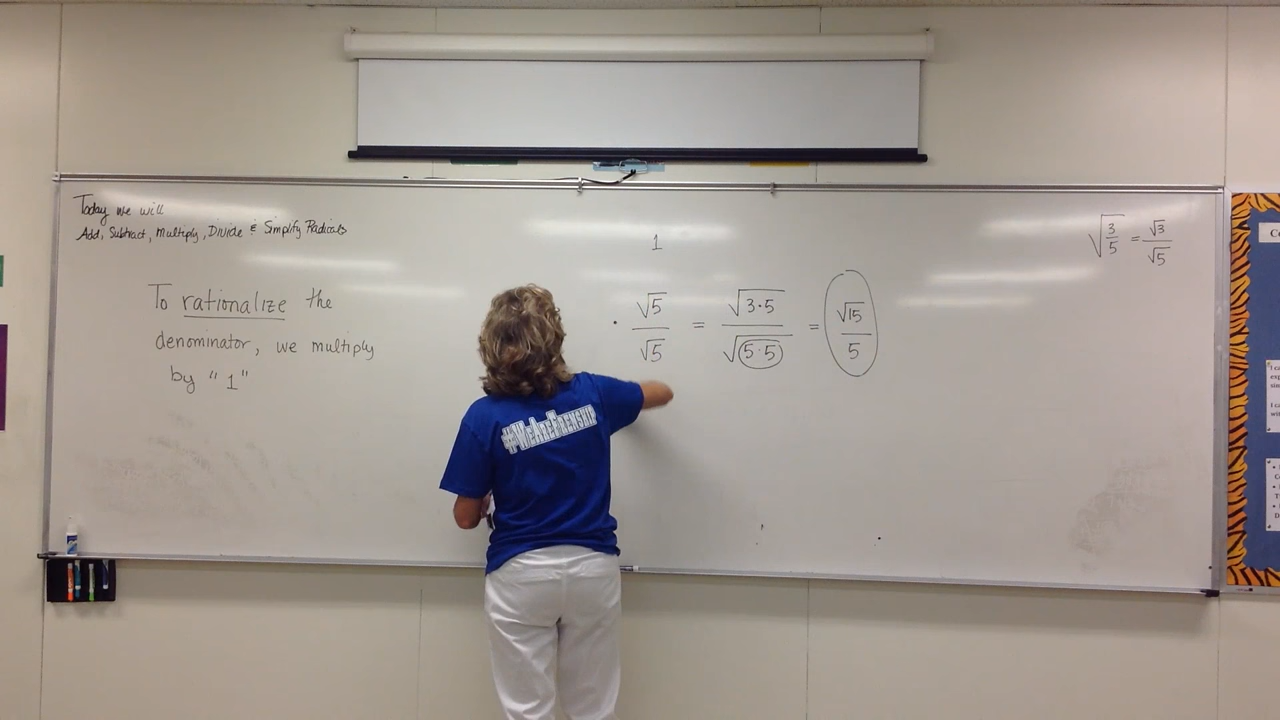 Today we will
Add, Subtract, Multiply, Divide & Simplify Radicals
To rationalize the
denominator, we multiply
by "1"
1
· √5/√5 = √3·5/√(5·5) = √15/5
√3/5 = √3/√5
#WeAreFrenship